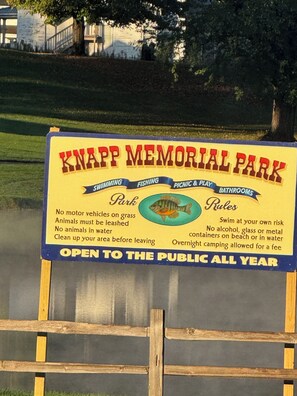 KNAPP MEMORIAL PARK
SWIMMING FISHING PICNIC & PLAY BATHROOMS
Park Rules
No motor vehicles on grass
Animals must be leashed
No animals in water
Clean up your area before leaving
Swim at your own risk
No alcohol, glass or metal
containers on beach or in water
Overnight camping allowed for a fee
OPEN TO THE PUBLIC ALL YEAR